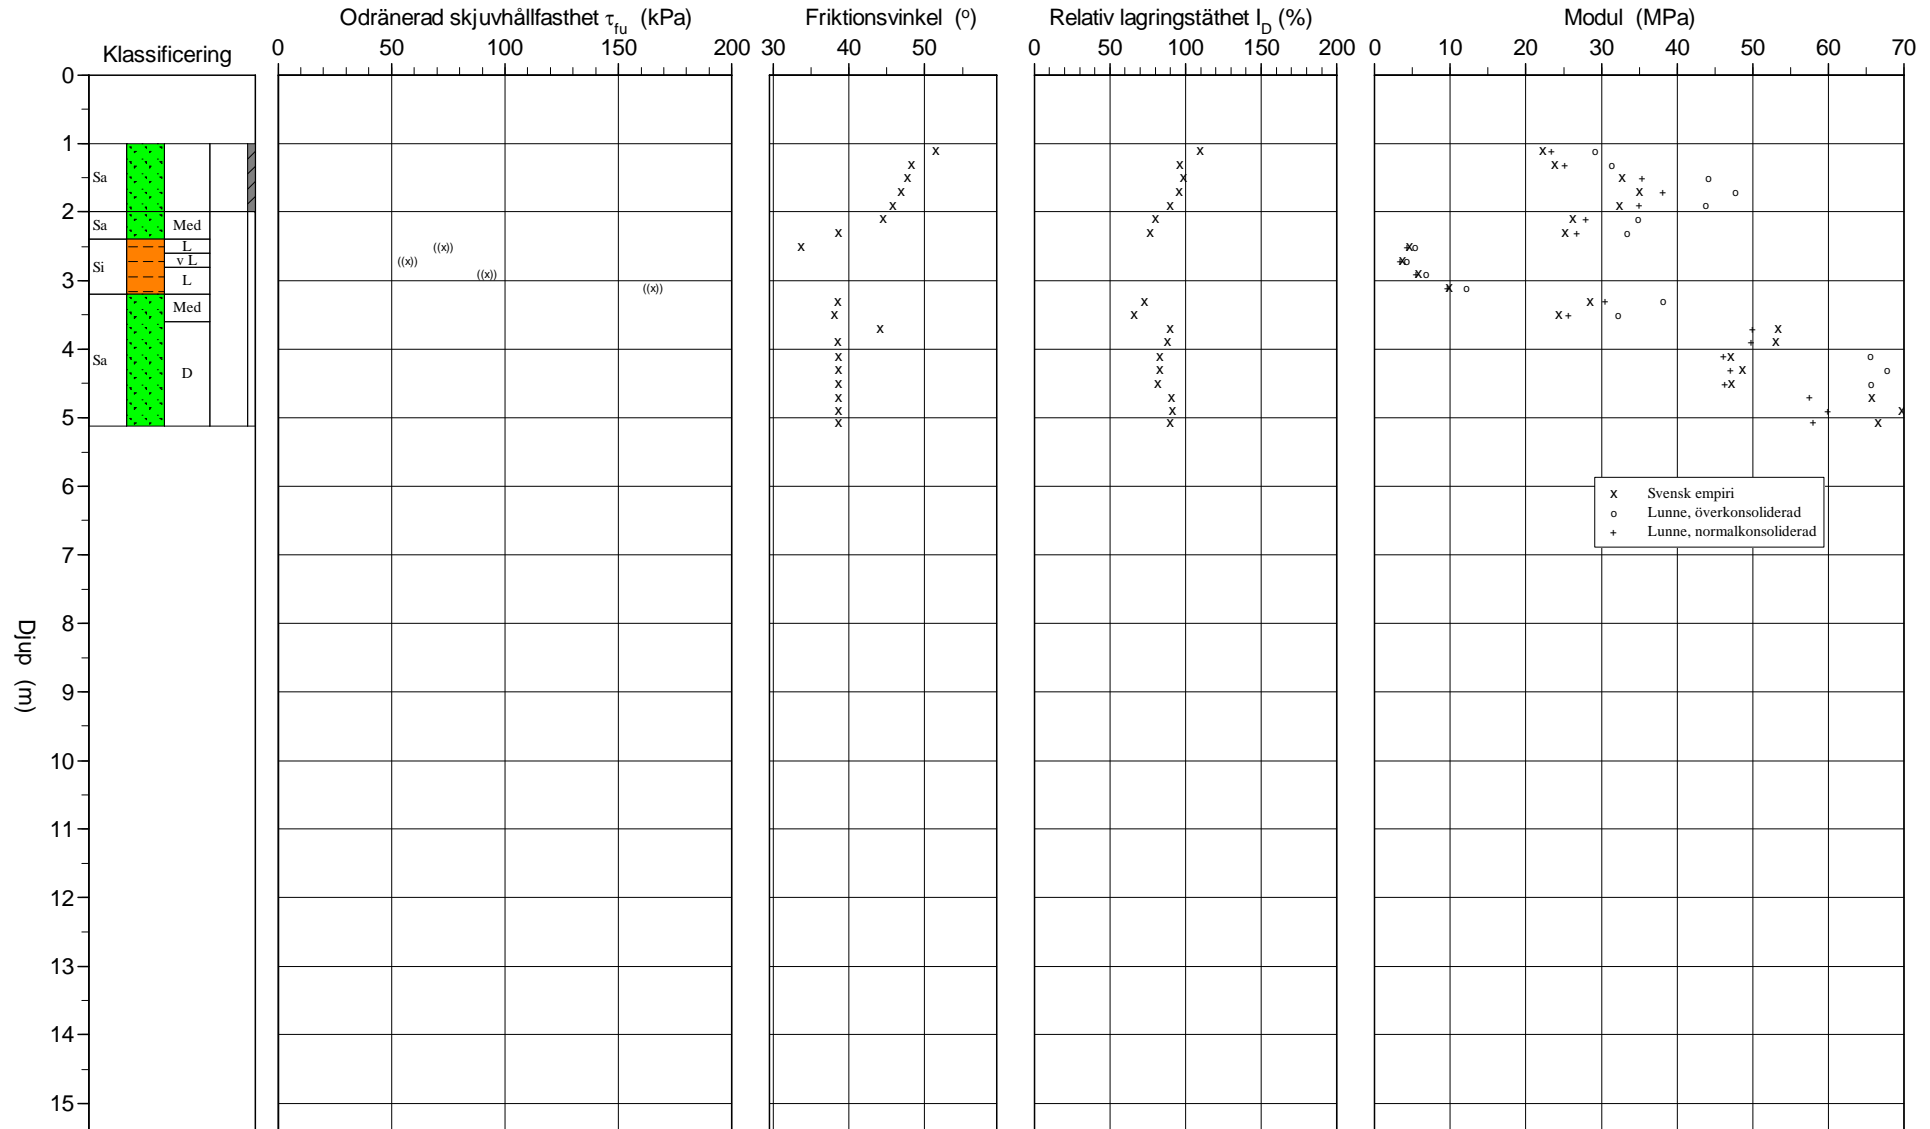 Odränerad skjuvhållfasthet τfu (kPa)
Friktionsvinkel (o)
Relativ lagringstäthet ID (%)
Modul (MPa)
Klassificering
0 50 100 150 200
30 40 50
0 50 100 150 200
0 10 20 30 40 50 60 70
0
1
Sa
2
Sa Med
L
((x))
v L
((x))
Si
L
((x))
3
((x))
Med
4
Sa
D
5
6
x Svensk empiri
o Lunne, överkonsoliderad
+ Lunne, normalkonsoliderad
7
8
9
10
11
12
13
14
15
Djup (m)